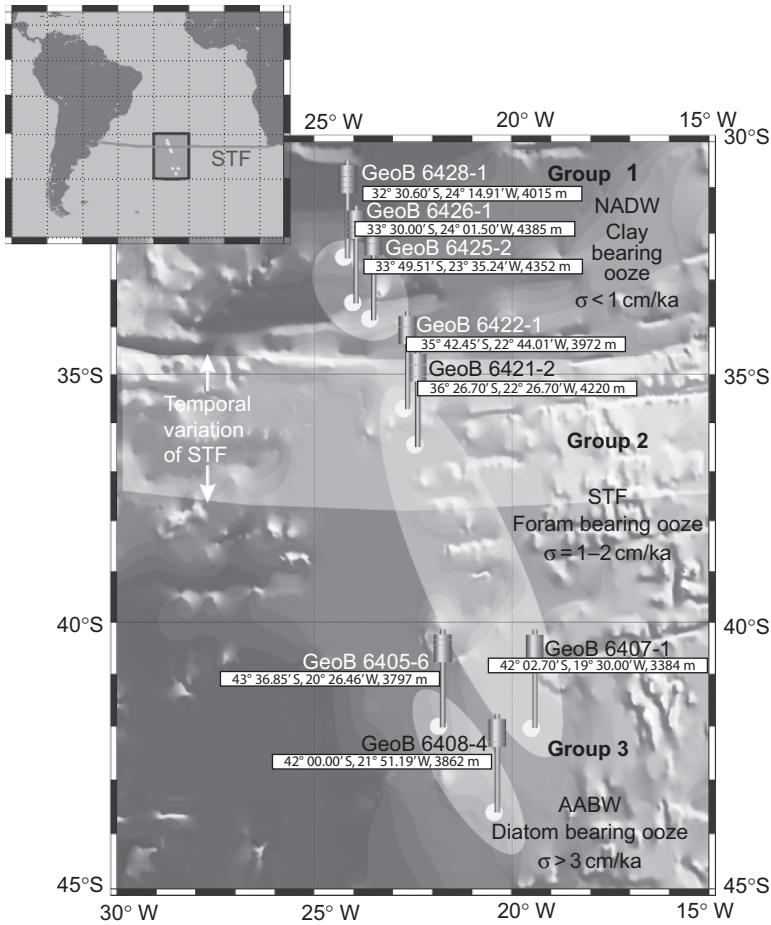 STF
25° W
20° W
15° W
30°S
GeoB 6428-1
32° 30.60′ S, 24° 14.91′ W, 4015 m
GeoB 6426-1
33° 30.00′ S, 24° 01.50′ W, 4385 m
GeoB 6425-2
33° 49.51′ S, 23° 35.24′ W, 4352 m
Group 1
NADW
Clay
bearing
ooze
σ < 1 cm/ka
GeoB 6422-1
35° 42.45′ S, 22° 44.01′ W, 3972 m
GeoB 6421-2
36° 26.70′ S, 22° 26.70′ W, 4220 m
35°S
35°S
Temporal
variation
of STF
Group 2
STF
Foram bearing ooze
σ = 1–2 cm/ka
40°S
40°S
GeoB 6407-1
42° 02.70′ S, 19° 30.00′ W, 3384 m
GeoB 6405-6
43° 36.85′ S, 20° 26.46′ W, 3797 m
GeoB 6408-4
42° 00.00′ S, 21° 51.19′ W, 3862 m
Group 3
AABW
Diatom bearing ooze
σ > 3 cm/ka
45°S
45°S
30° W
25° W
20° W
15° W